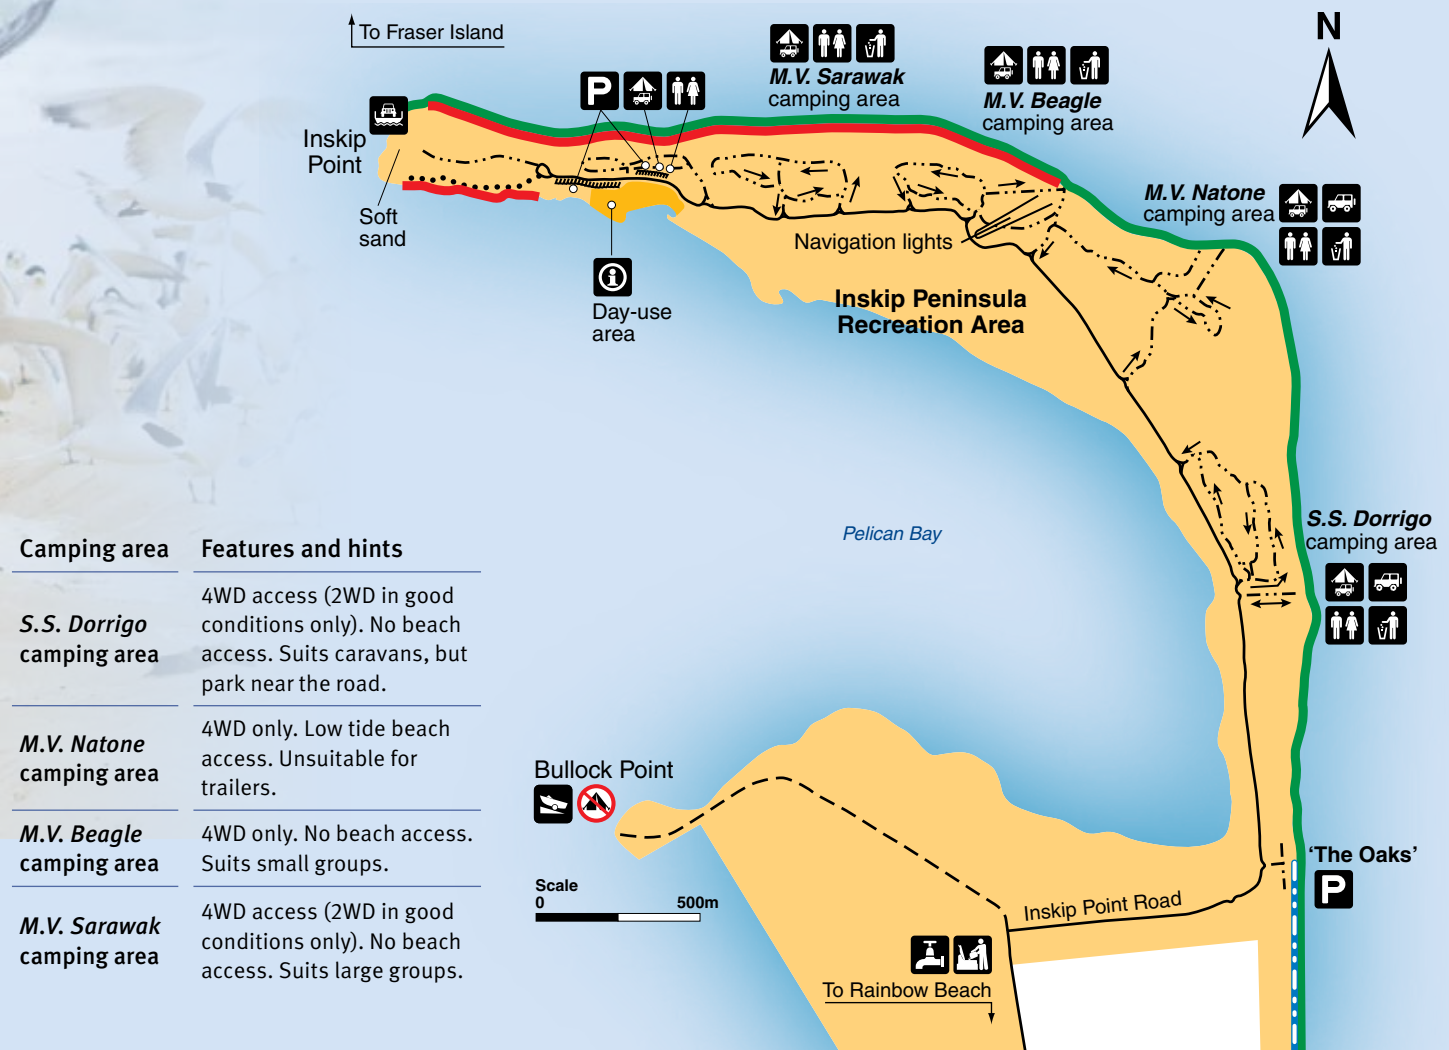 To Fraser Island
N
M.V. Sarawak
camping area
M.V. Beagle
camping area
P
Inskip
Point
M.V. Natone
camping area
Soft
sand
Navigation lights
i
Day-use
area
Inskip Peninsula
Recreation Area
Pelican Bay
S.S. Dorrigo
camping area
Camping area Features and hints
S.S. Dorrigo
camping area
4WD access (2WD in good
conditions only). No beach
access. Suits caravans, but
park near the road.
M.V. Natone
camping area
4WD only. Low tide beach
access. Unsuitable for
trailers.
M.V. Beagle
camping area
4WD only. No beach access.
Suits small groups.
M.V. Sarawak
camping area
4WD access (2WD in good
conditions only). No beach
access. Suits large groups.
Bullock Point
Scale
0 500m
'The Oaks'
P
Inskip Point Road
To Rainbow Beach